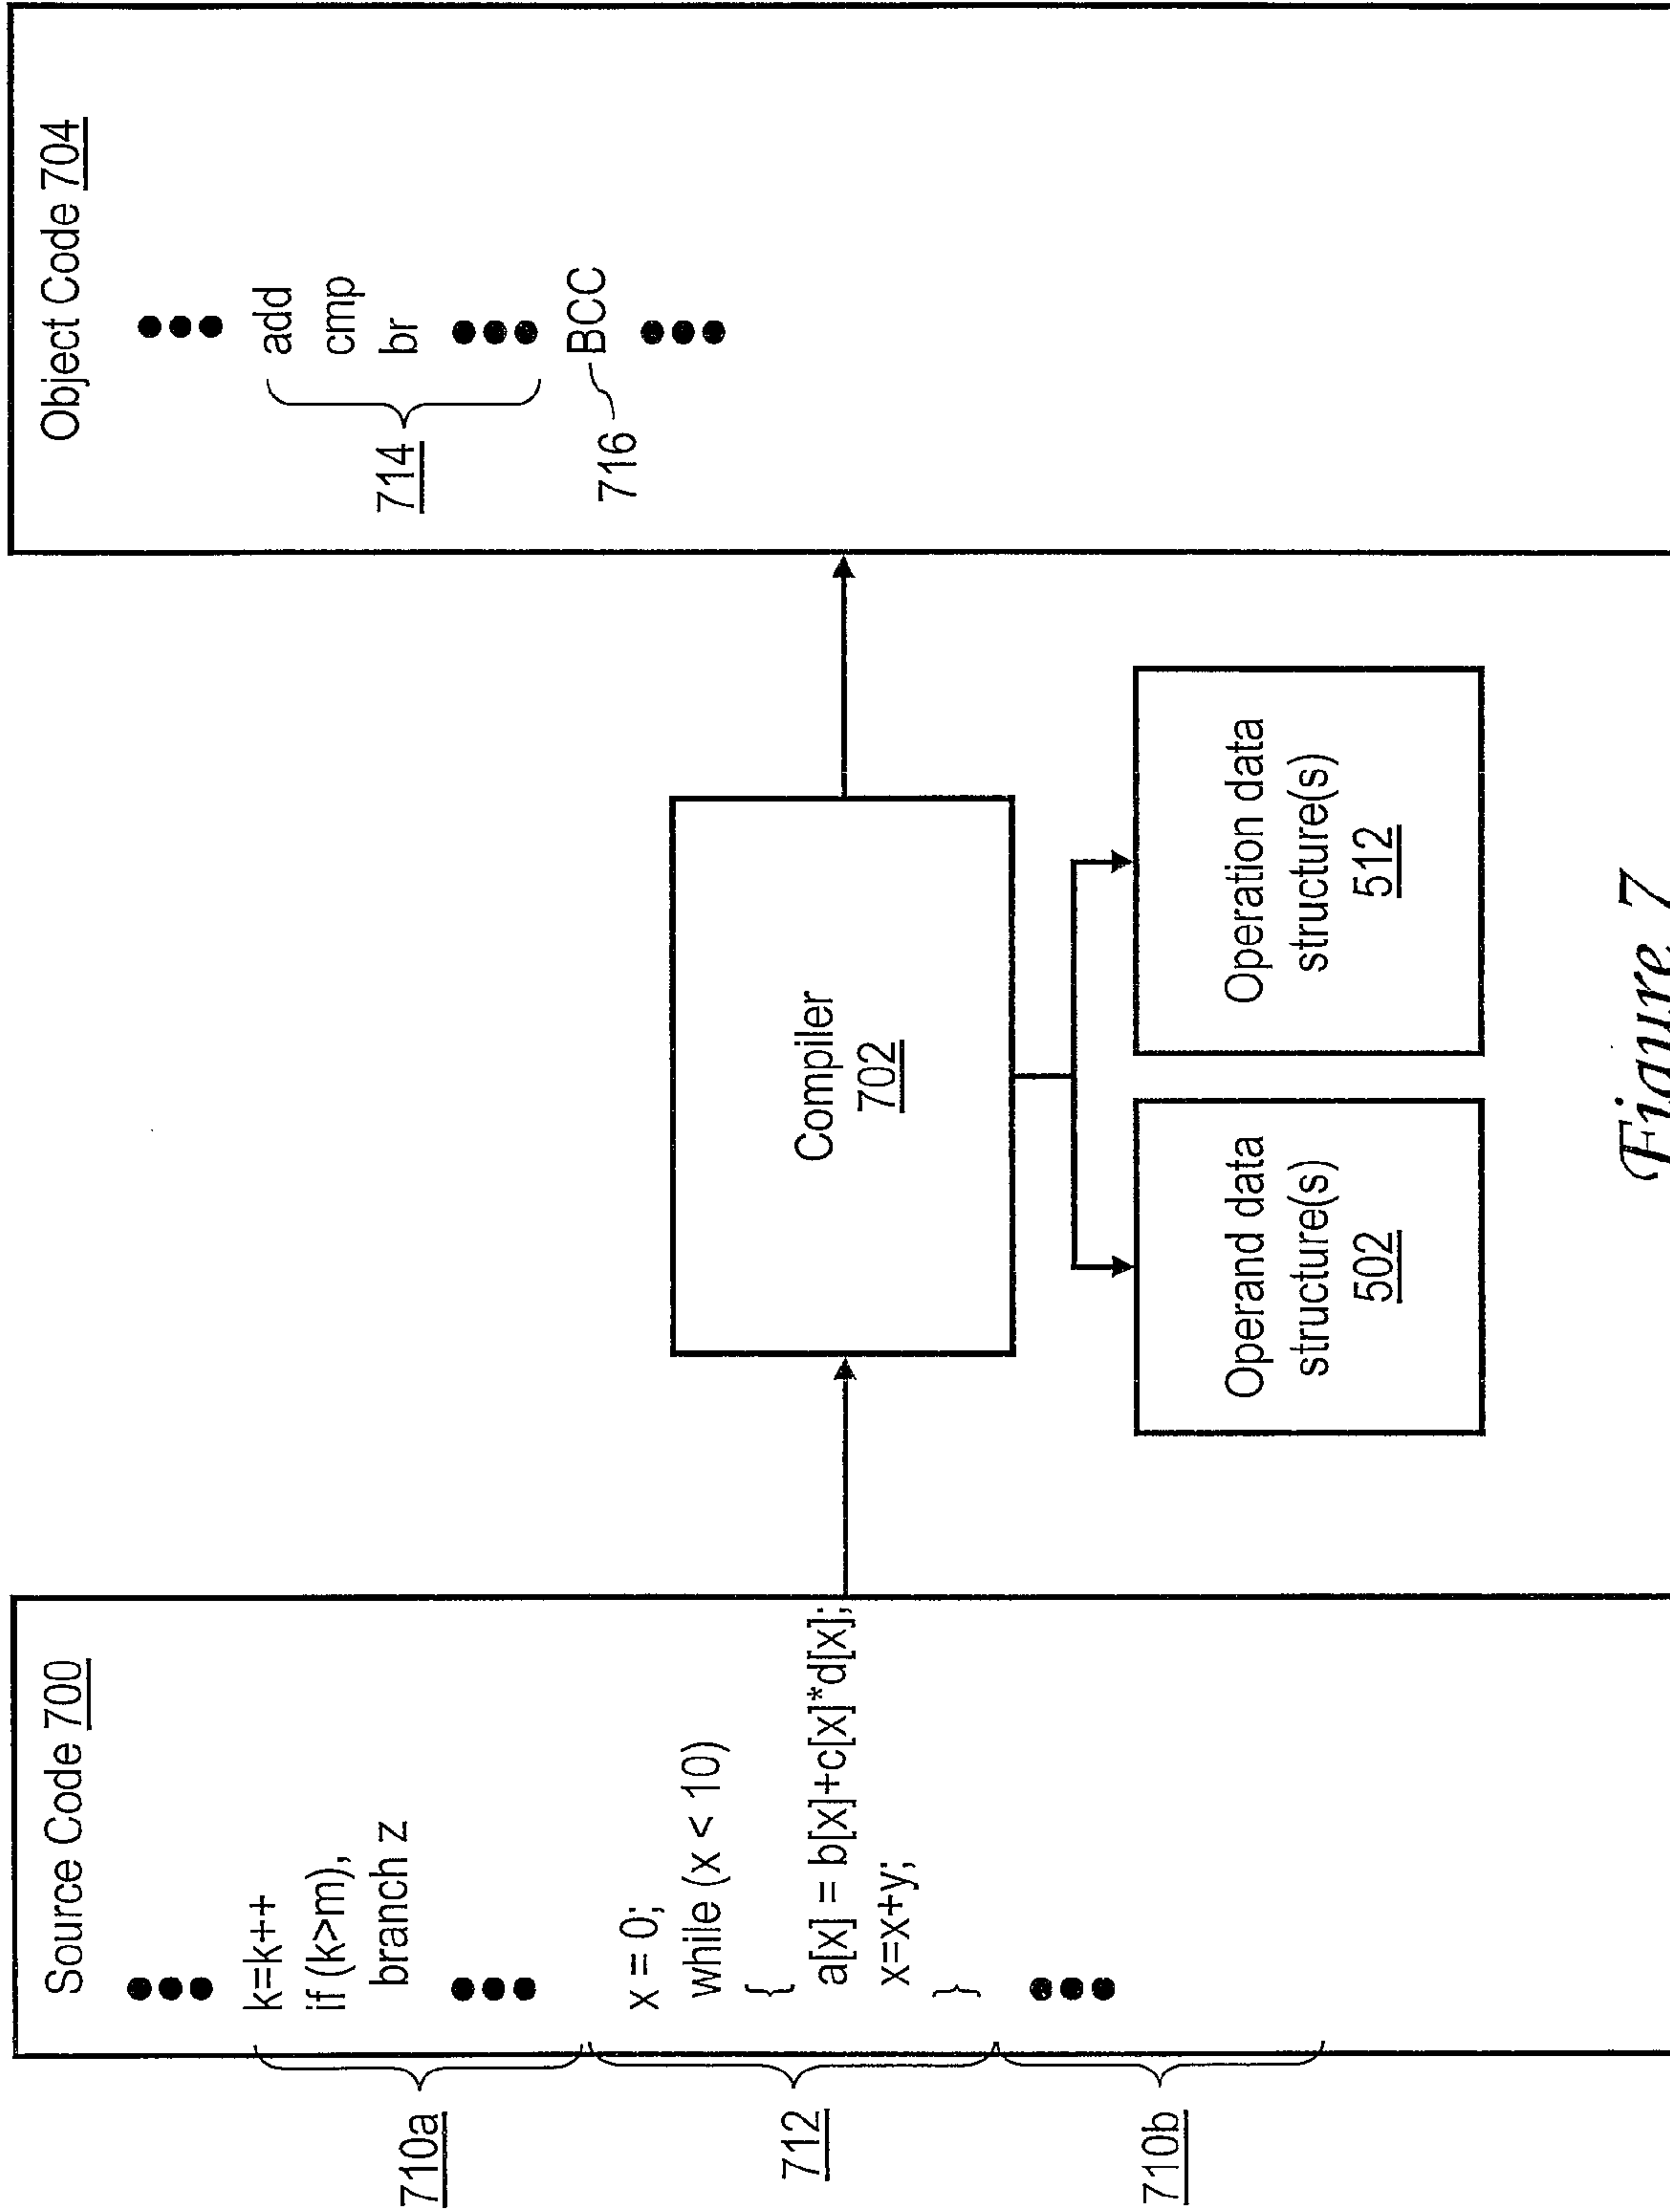 Source Code 700
k=k++
if (k>m),
branch z
710a
x = 0;
while (x < 10)
{
a[x] = b[x]+c[x]*d[x];
x=x+y;
}
712
710b
Compiler
702
Operand data
structure(s)
502
Operation data
structure(s)
512
Object Code 704
add
cmp
br
714
716
BCC
Figure 7